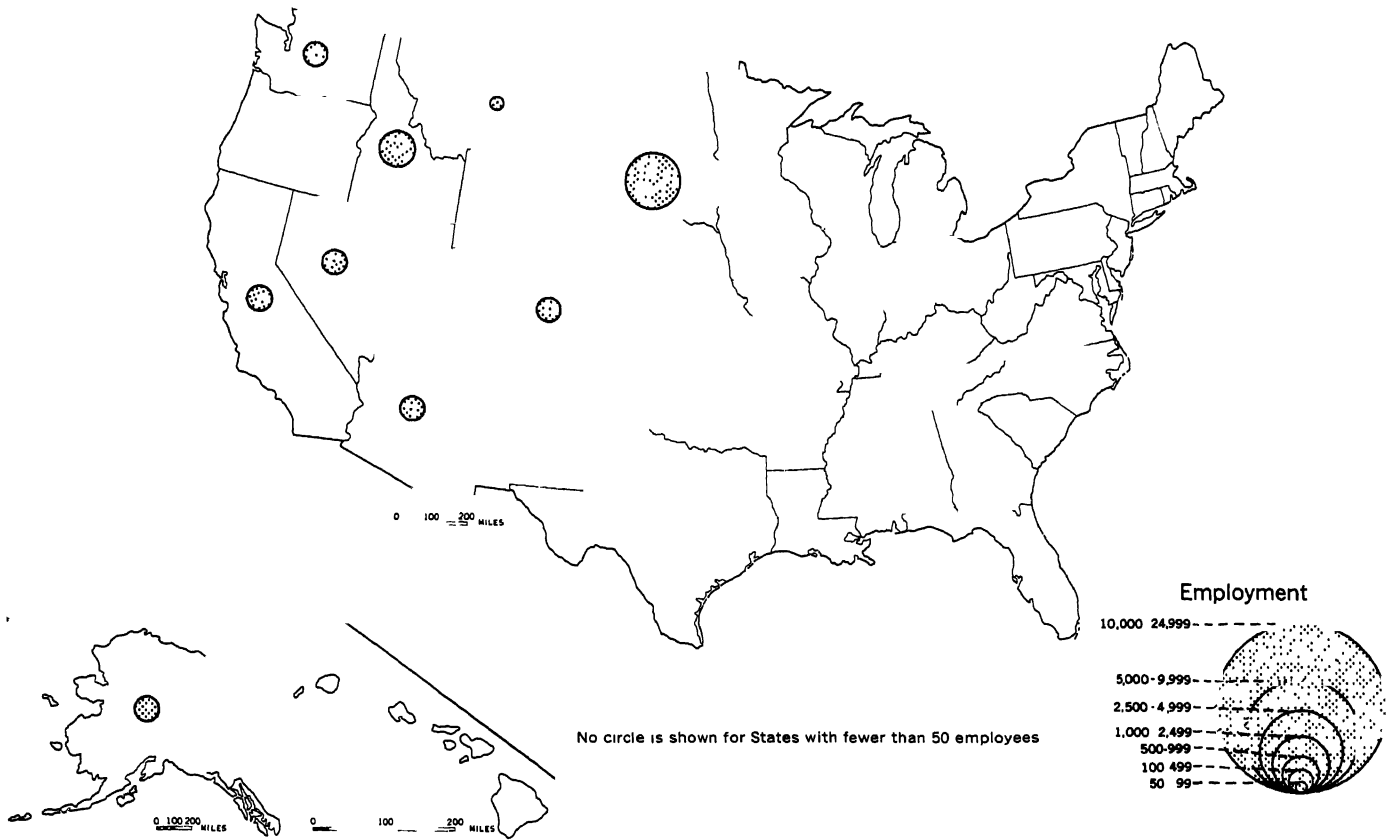 0 100 200 MILES
Employment
10,000 24,999
5,000-9,999
2,500-4,999
1,000 2,499
500-999
100 499
50 99
No circle is shown for States with fewer than 50 employees
0 100 200 MILES
0 100 200 MILES